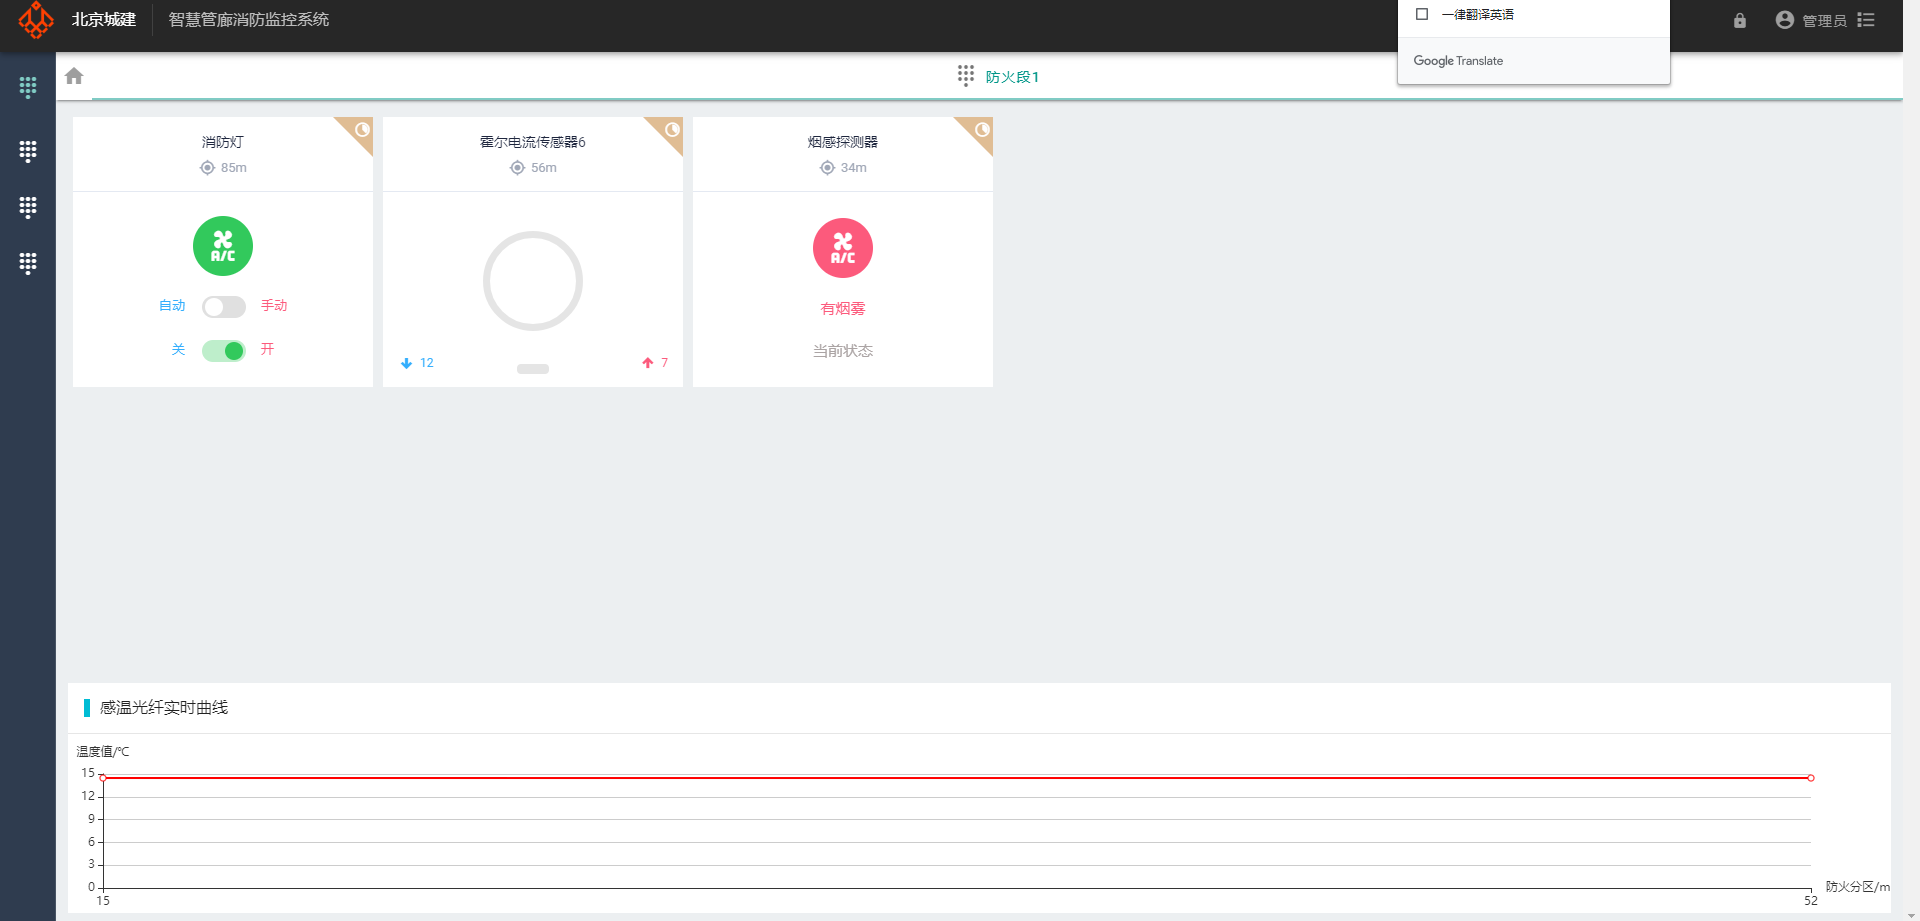 北京城建
智慧管廊消防监控系统
一律翻译英语
Google Translate
管理员
防火段1
消防灯
85m
A/C
自动
手动
关
开
霍尔电流传感器6
56m
12
7
烟感探测器
34m
A/C
有烟雾
当前状态
感温光纤实时曲线
温度值/℃
15
12
9
6
3
0
15
52
防火分区/m